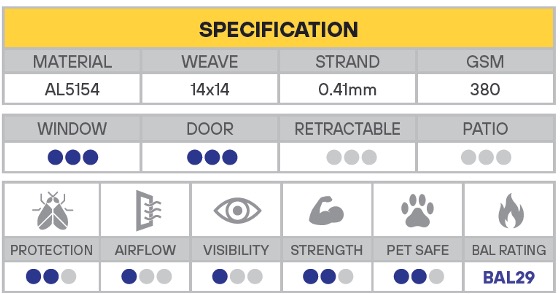 SPECIFICATION
MATERIAL WEAVE STRAND GSM
AL5154 14x14 0.41mm 380
WINDOW DOOR RETRACTABLE PATIO
PROTECTION AIRFLOW VISIBILITY STRENGTH PET SAFE BAL RATING
BAL29